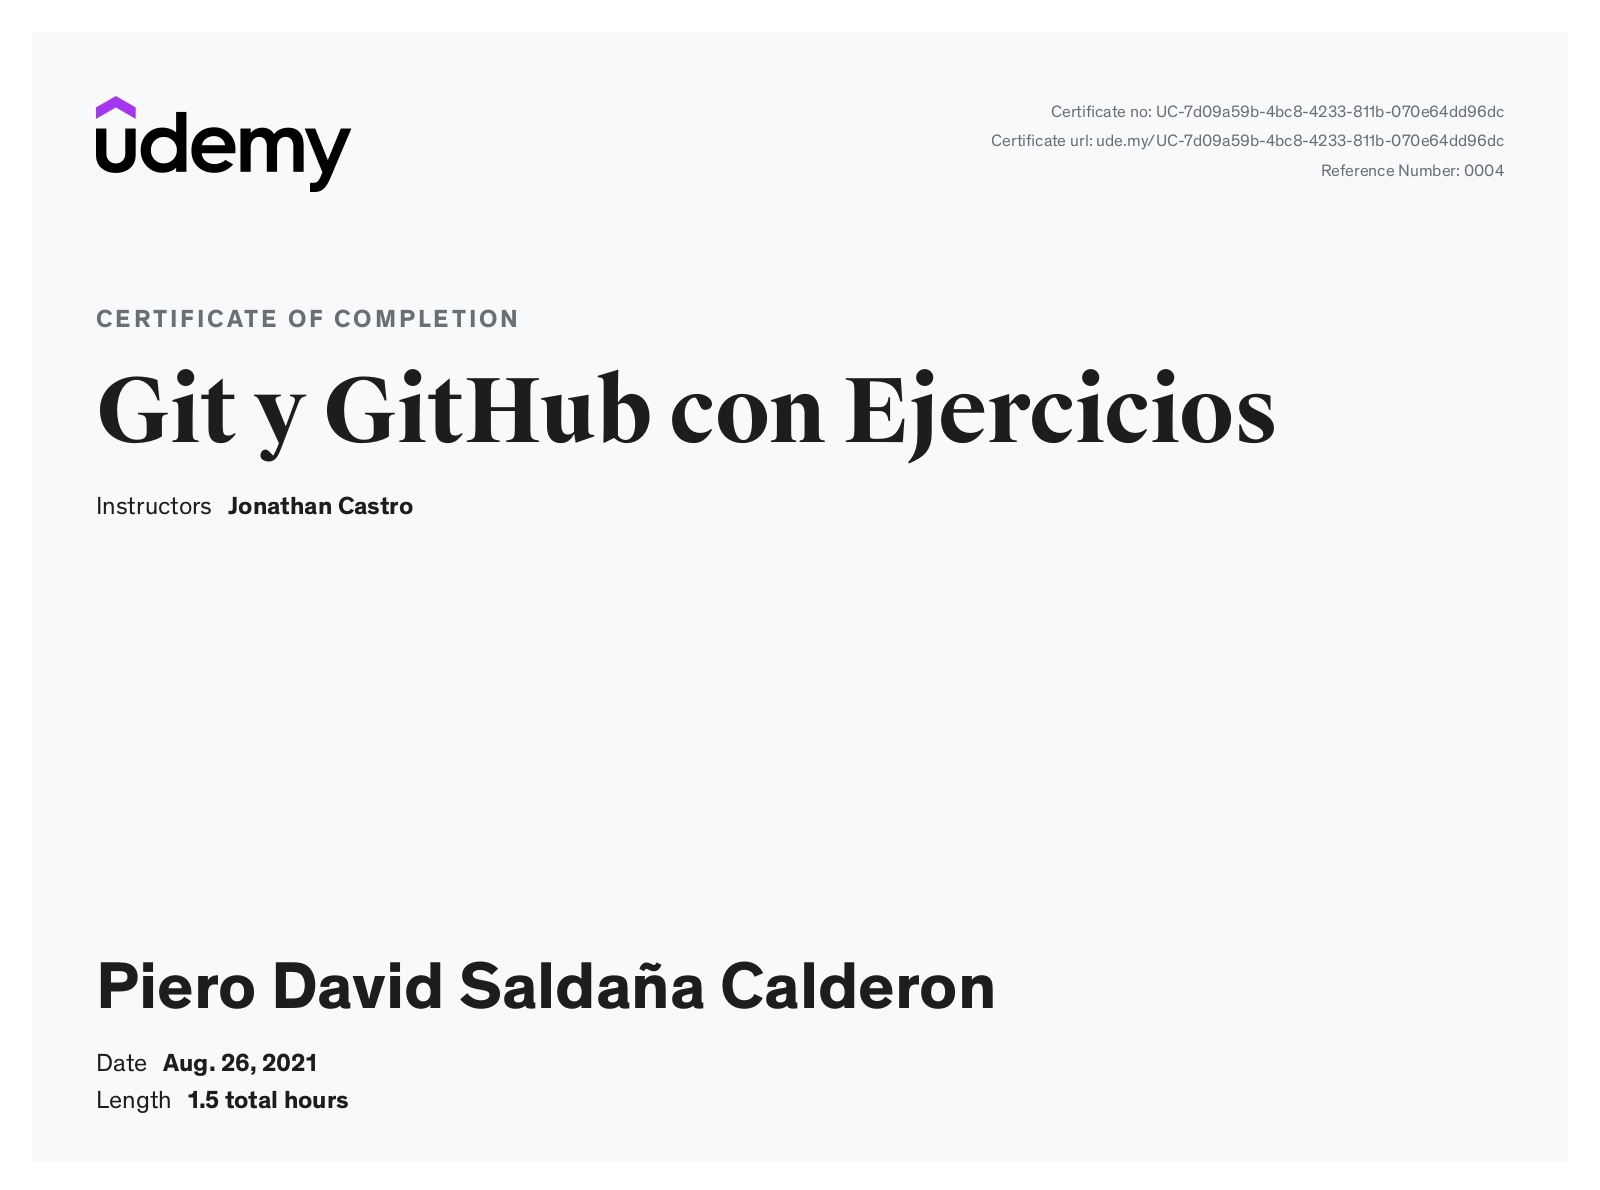 udemy
Certificate no: UC-7d09a59b-4bc8-4233-811b-070e64dd96dc
Certificate url: ude.my/UC-7d09a59b-4bc8-4233-811b-070e64dd96dc
Reference Number: 0004
CERTIFICATE OF COMPLETION
Git y GitHub con Ejercicios
Instructors Jonathan Castro
Piero David Saldaña Calderon
Date Aug. 26, 2021
Length 1.5 total hours